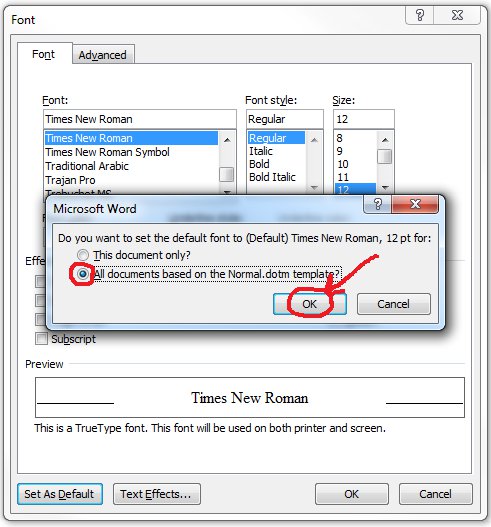 Font
Font Advanced
Font: Font style: Size:
Times New Roman Regular 12
Times New Roman Regular 8
Times New Roman Symbol Italic 9
Traditional Arabic Bold 10
Trajan Pro Bold Italic 11
Trebuchet MS 12
Microsoft Word
Do you want to set the default font to (Default) Times New Roman, 12 pt for:
This document only?
All documents based on the Normal.dotm template?
OK Cancel
Subscript
Preview
Times New Roman
This is a TrueType font. This font will be used on both printer and screen.
Set As Default Text Effects... OK Cancel